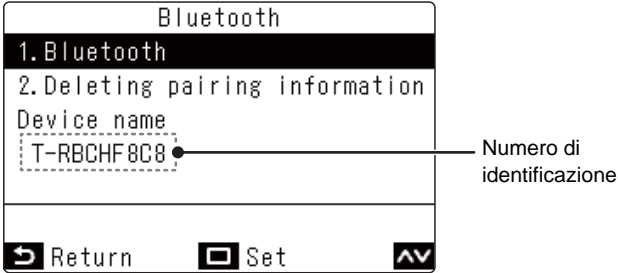 Bluetooth
1.Bluetooth
2.Deleting pairing information
Device name
T-RBCHF8C8
Numero di
identificazione
Return Set